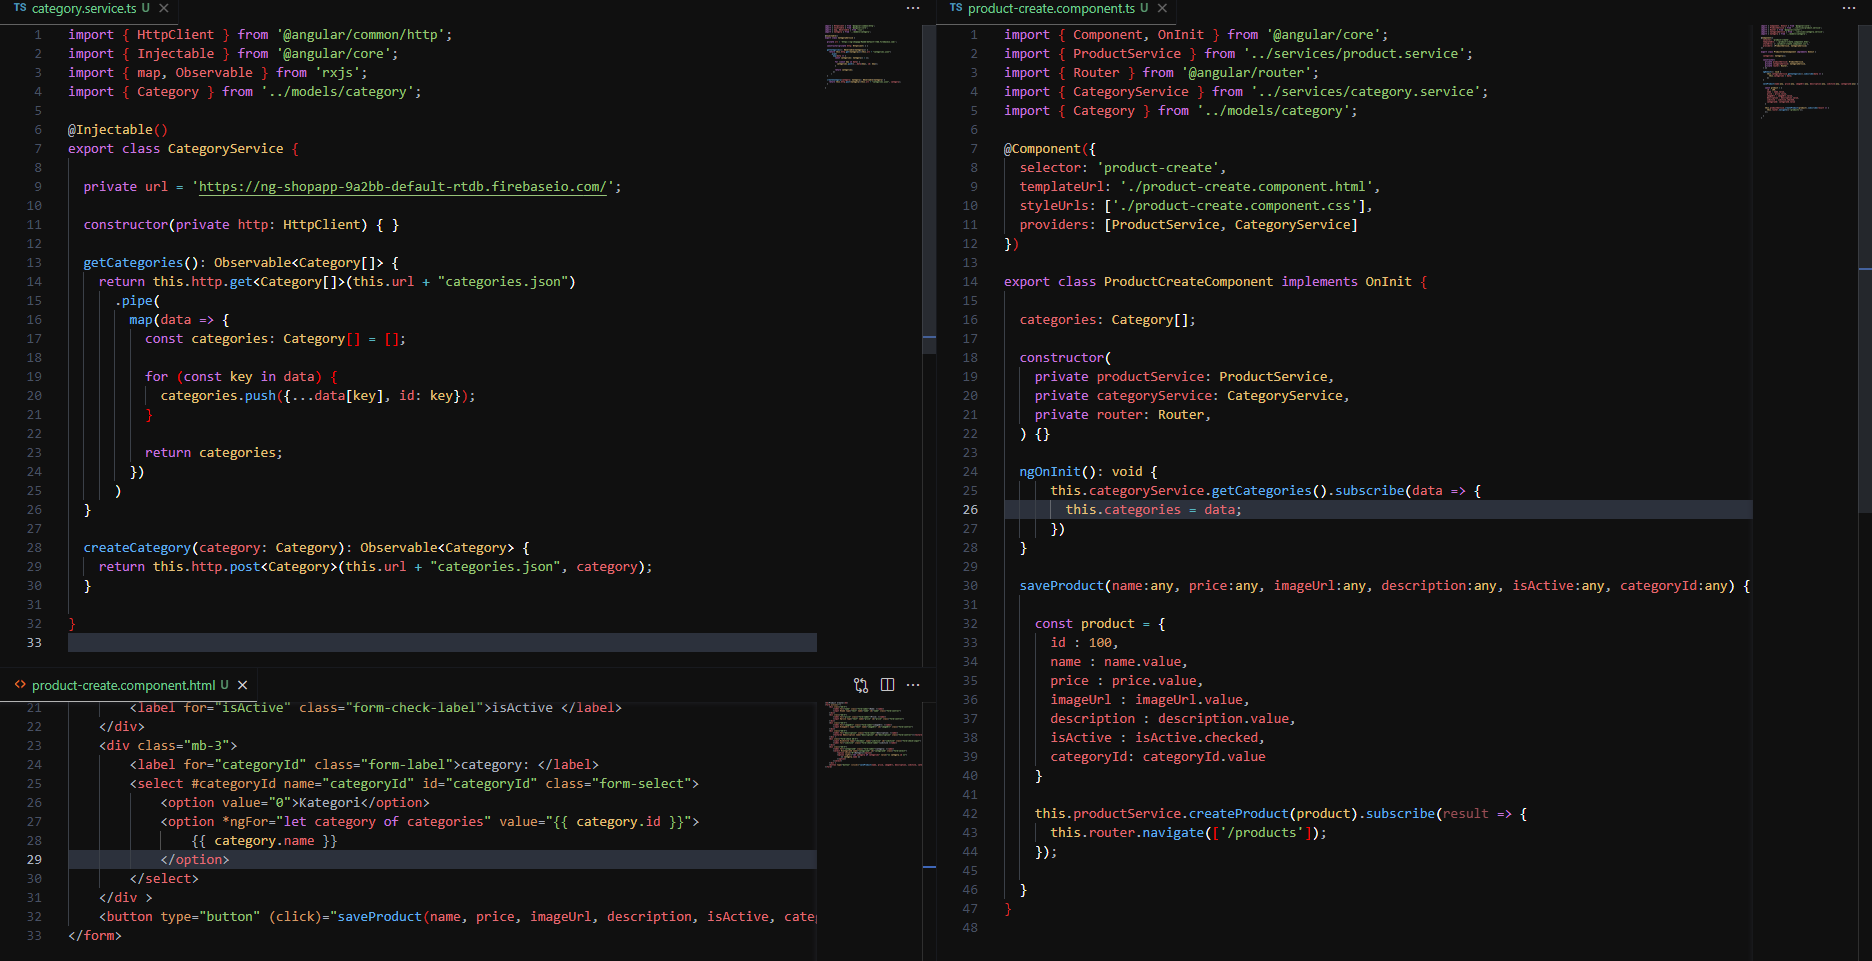 TS category.service.ts U ×
1 import { HttpClient } from '@angular/common/http';
2 import { Injectable } from '@angular/core';
3 import { map, Observable } from 'rxjs';
4 import { Category } from '../models/category';
5
6 @Injectable()
7 export class CategoryService {
8
9 private url = 'https://ng-shopapp-9a2bb-default-rtdb.firebaseio.com/';
10
11 constructor(private http: HttpClient) { }
12
13 getCategories(): Observable<Category[]> {
14 return this.http.get<Category[]>(this.url + "categories.json")
15 .pipe(
16 map(data => {
17 const categories: Category[] = [];
18
19 for (const key in data) {
20 categories.push({...data[key], id: key});
21 }
22
23 return categories;
24 })
25 )
26 }
27
28 createCategory(category: Category): Observable<Category> {
29 return this.http.post<Category>(this.url + "categories.json", category);
30 }
31
32 }
33
<> product-create.component.html U ×
21 <label for="isActive" class="form-check-label">isActive </label>
22 </div>
23 <div class="mb-3">
24 <label for="categoryId" class="form-label">category: </label>
25 <select #categoryId name="categoryId" id="categoryId" class="form-select">
26 <option value="0">Kategori</option>
27 <option *ngFor="let category of categories" value="{{ category.id }}">
28 {{ category.name }}
29 </option>
30 </select>
31 </div >
32 <button type="button" (click)="saveProduct(name, price, imageUrl, description, isActive, cate
33 </form>
TS product-create.component.ts U ×
1 import { Component, OnInit } from '@angular/core';
2 import { ProductService } from '../services/product.service';
3 import { Router } from '@angular/router';
4 import { CategoryService } from '../services/category.service';
5 import { Category } from '../models/category';
6
7 @Component({
8 selector: 'product-create',
9 templateUrl: './product-create.component.html',
10 styleUrls: ['./product-create.component.css'],
11 providers: [ProductService, CategoryService]
12 })
13
14 export class ProductCreateComponent implements OnInit {
15
16 categories: Category[];
17
18 constructor(
19 private productService: ProductService,
20 private categoryService: CategoryService,
21 private router: Router,
22 ) {}
23
24 ngOnInit(): void {
25 this.categoryService.getCategories().subscribe(data => {
26 this.categories = data;
27 })
28 }
29
30 saveProduct(name:any, price:any, imageUrl:any, description:any, isActive:any, categoryId:any) {
31
32 const product = {
33 id : 100,
34 name : name.value,
35 price : price.value,
36 imageUrl : imageUrl.value,
37 description : description.value,
38 isActive : isActive.checked,
39 categoryId: categoryId.value
40 }
41
42 this.productService.createProduct(product).subscribe(result => {
43 this.router.navigate(['/products']);
44 });
45
46 }
47 }
48